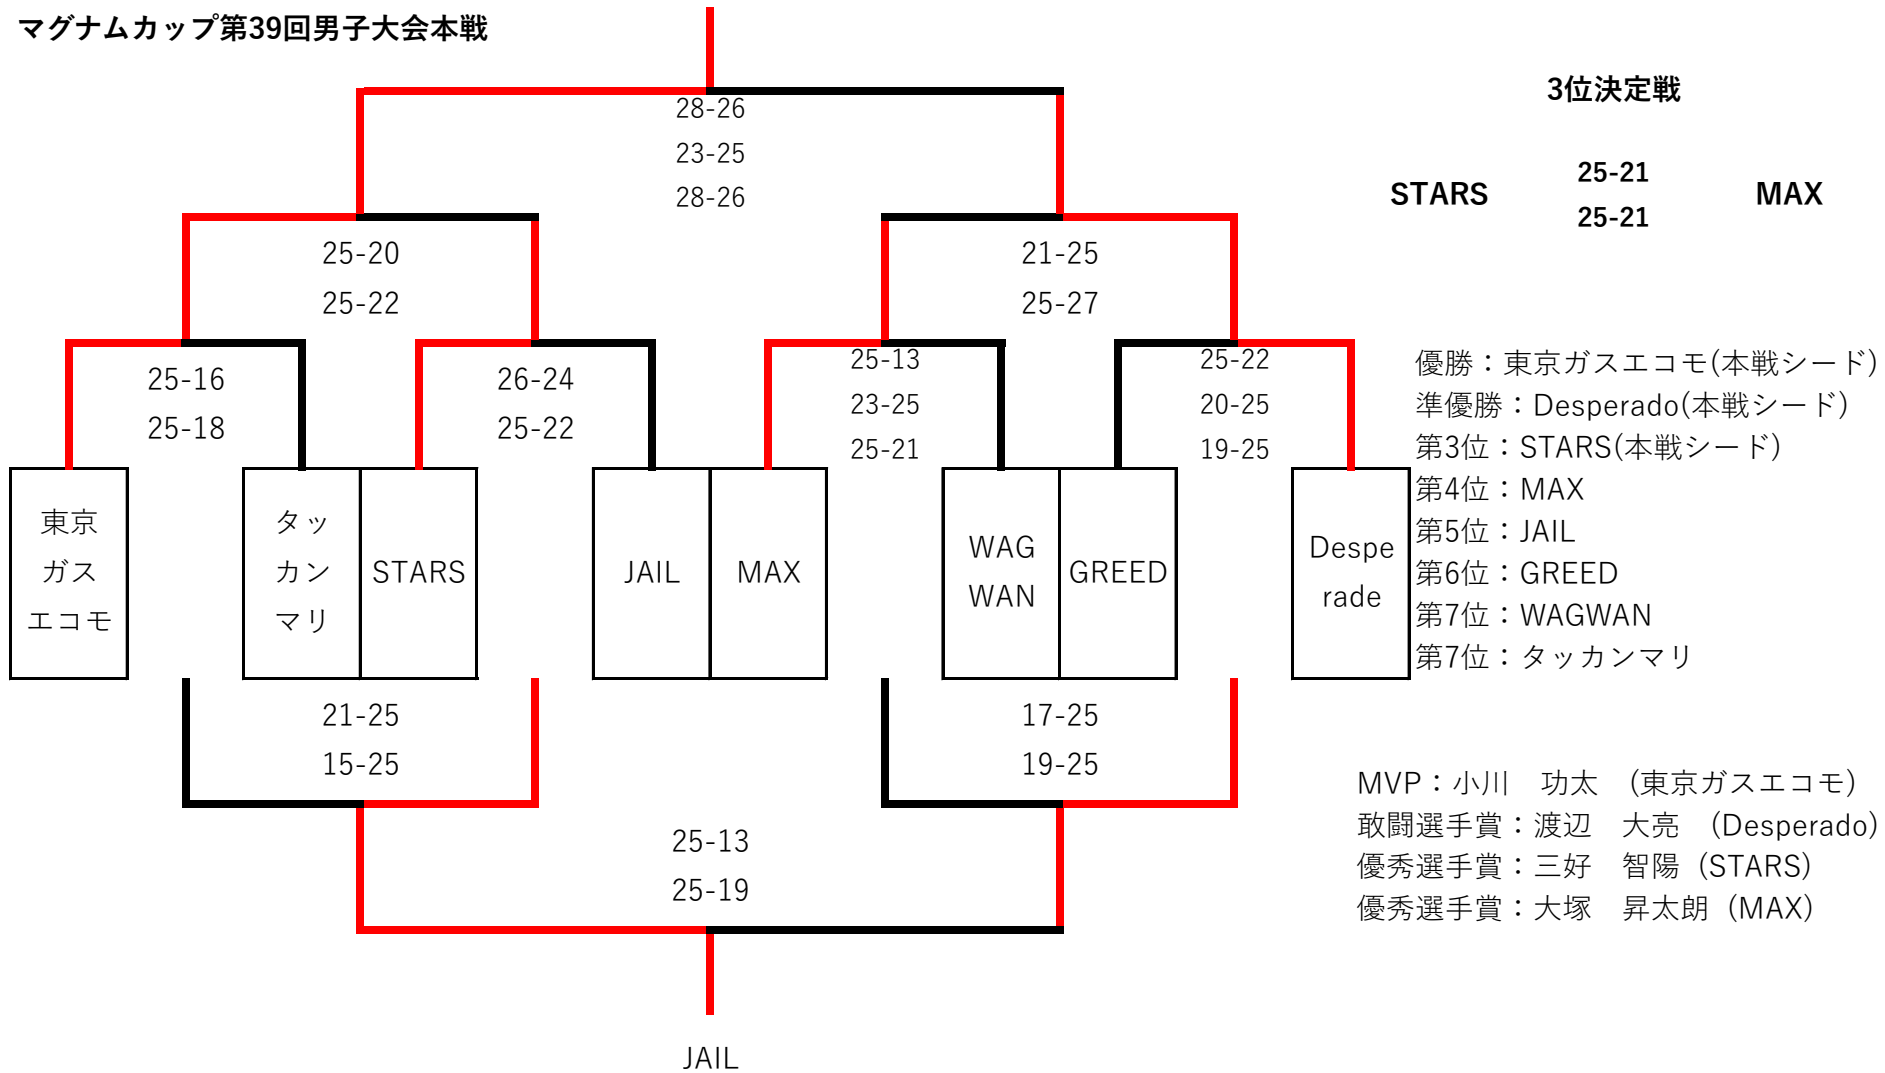 マグナムカップ第39回男子大会本戦
28-26
23-25
28-26
3位決定戦
STARS
25-21
25-21
MAX
25-20
25-22
21-25
25-27
25-16
25-18
26-24
25-22
25-13
23-25
25-21
25-22
20-25
19-25
東京
ガス
エコモ
タッ
カン
マリ
STARS
JAIL
MAX
WAG
WAN
GREED
Despe
rade
優勝：東京ガスエコモ(本戦シード)
準優勝：Desperado(本戦シード)
第3位：STARS(本戦シード)
第4位：MAX
第5位：JAIL
第6位：GREED
第7位：WAGWAN
第7位：タッカンマリ
21-25
15-25
17-25
19-25
25-13
25-19
JAIL
MVP：小川　功太　(東京ガスエコモ)
敢闘選手賞：渡辺　大亮　(Desperado)
優秀選手賞：三好　智陽  (STARS)
優秀選手賞：大塚　昇太朗  (MAX)